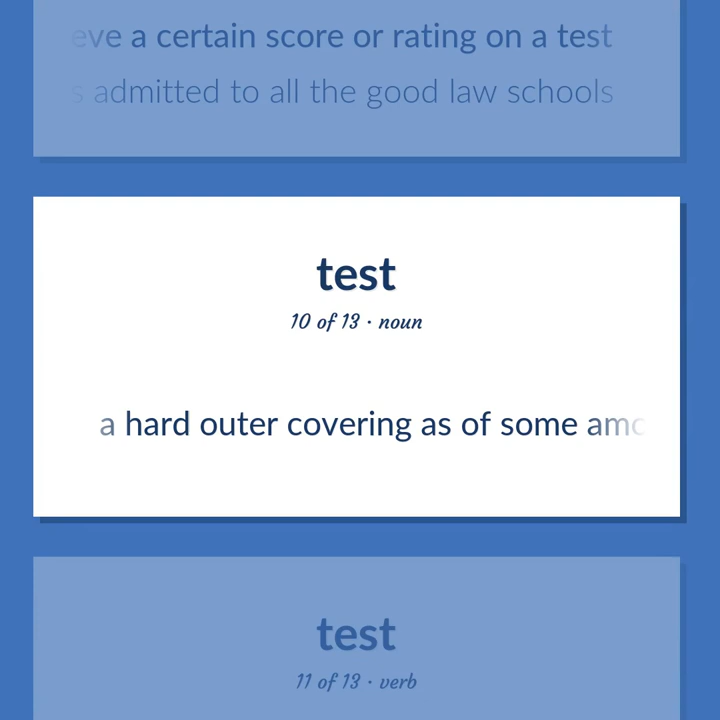 a certain score or rating on a test
admitted to all the good law schools
test
10 of 13 · noun
a hard outer covering as of some
test
11 of 13 · verb